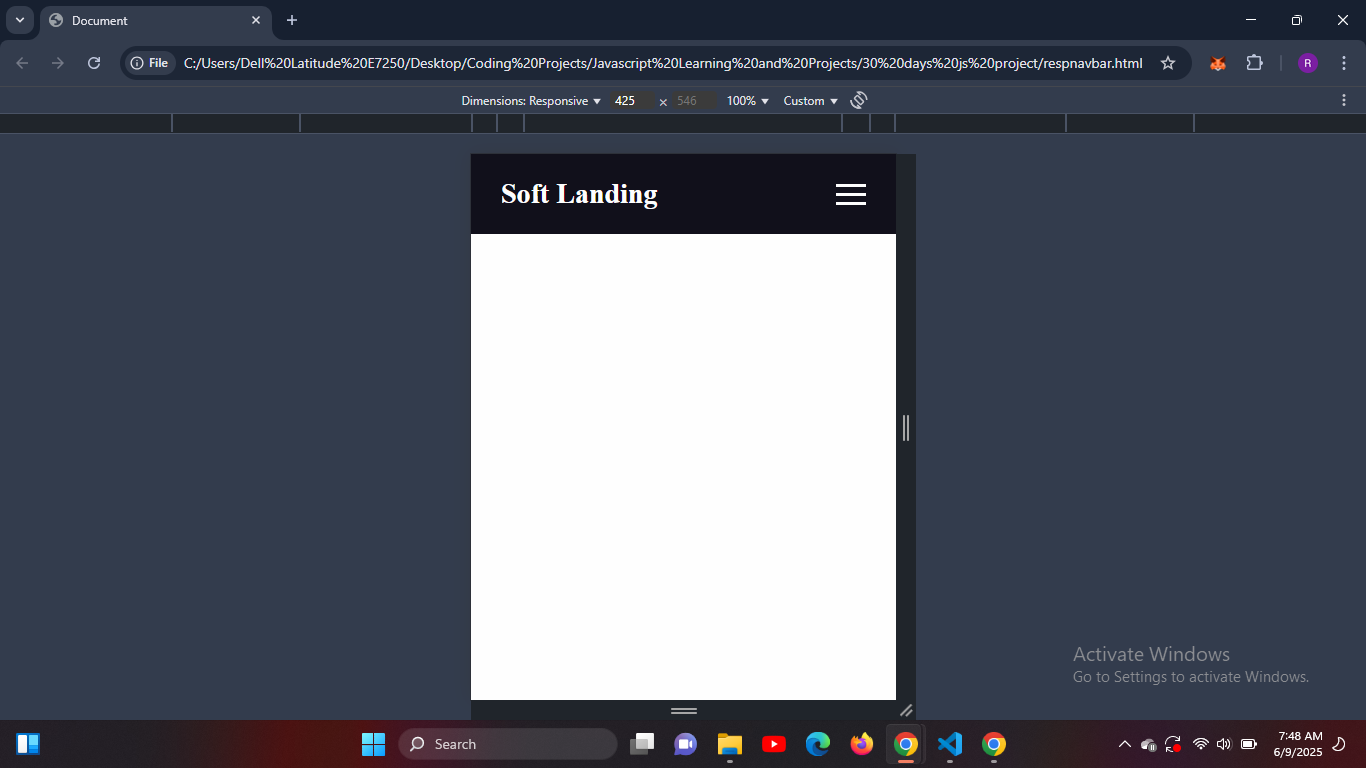 Document
File
C:/Users/Dell%20Latitude%20E7250/Desktop/Coding%20Projects/Javascript%20Learning%20and%20Projects/30%20days%20js%20project/respnavbar.html
R
Dimensions: Responsive 425 × 546 100% Custom
Soft Landing
Activate Windows
Go to Settings to activate Windows.
Search
7:48 AM
6/9/2025